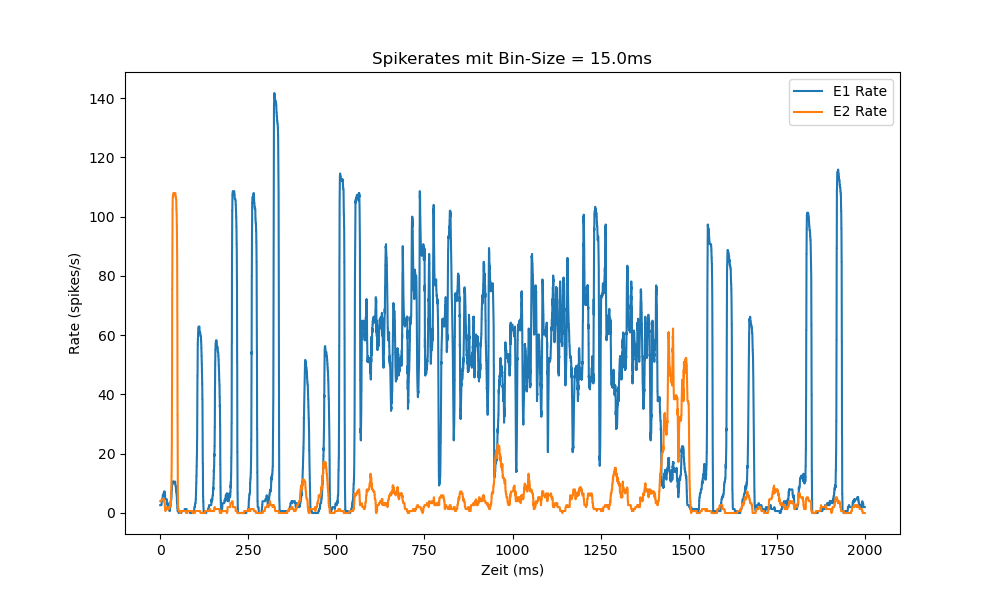 Spikerates mit Bin-Size = 15.0ms
E1 Rate
E2 Rate
140
120
100
80
60
40
20
0
Rate (spikes/s)
0 250 500 750 1000 1250 1500 1750 2000
Zeit (ms)